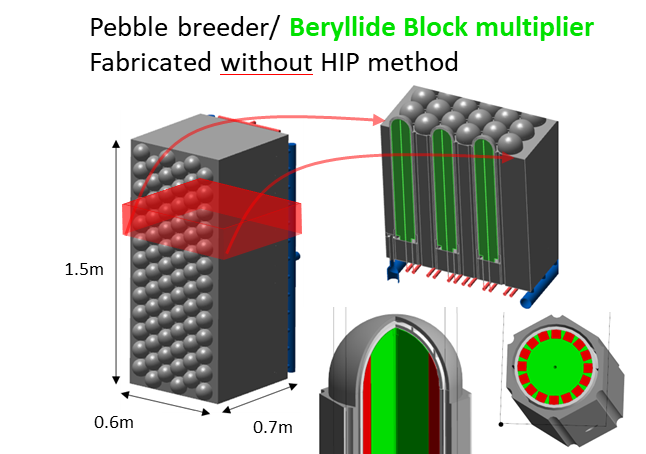 Pebble breeder/ Beryllide Block multiplier
Fabricated without HIP method
1.5m
0.6m
0.7m